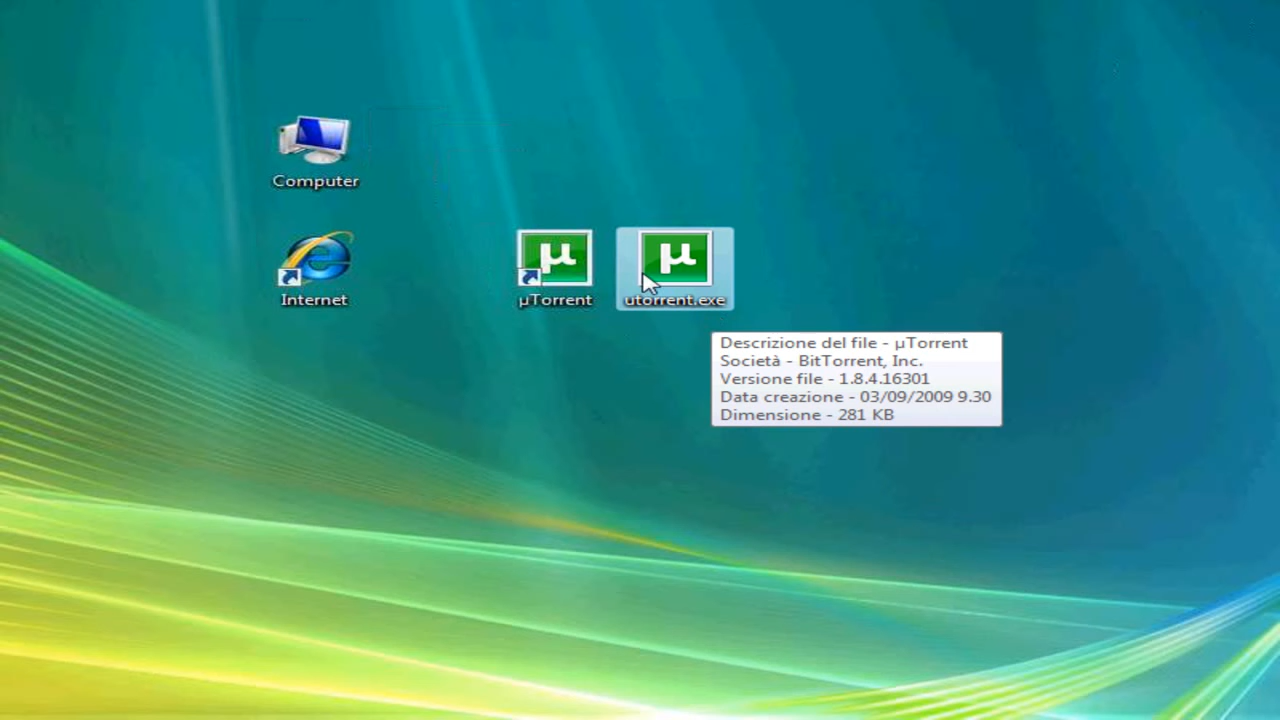 Computer
Internet
µTorrent
utorrent.exe
Descrizione del file - µTorrent
Società - BitTorrent, Inc.
Versione file - 1.8.4.16301
Data creazione - 03/09/2009 9.30
Dimensione - 281 KB